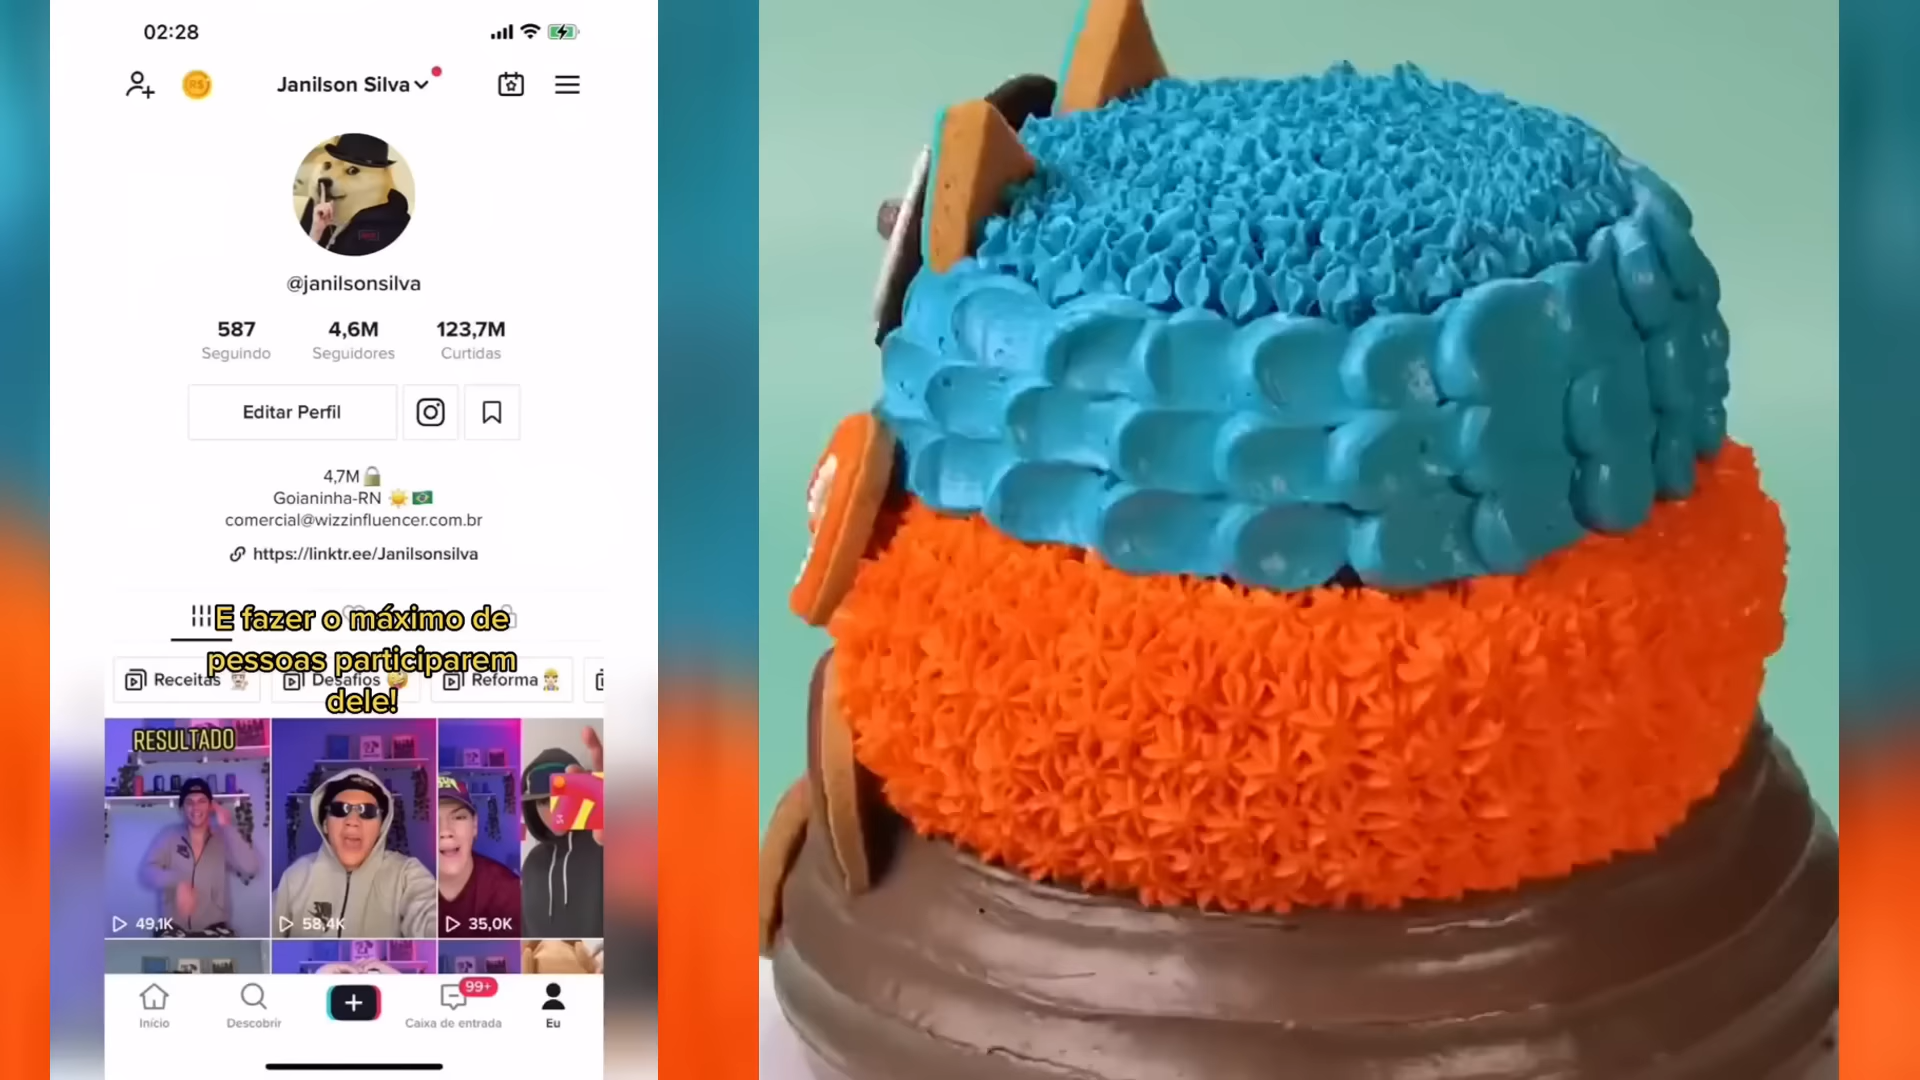 02:28
R$
Janilson Silva
@janilsonsilva
587
Seguindo
4,6M
Seguidores
123,7M
Curtidas
Editar Perfil
4,7M
Goianinha-RN
comercial@wizzinfluencer.com.br
https://linktr.ee/Janilsonsilva
E fazer o máximo de
pessoas participarem
dele!
Receitas
Desafios
Reforma
RESULTADO
49,1K
58,4K
35,0K
Início
Descobrir
99+
Caixa de entrada
Eu